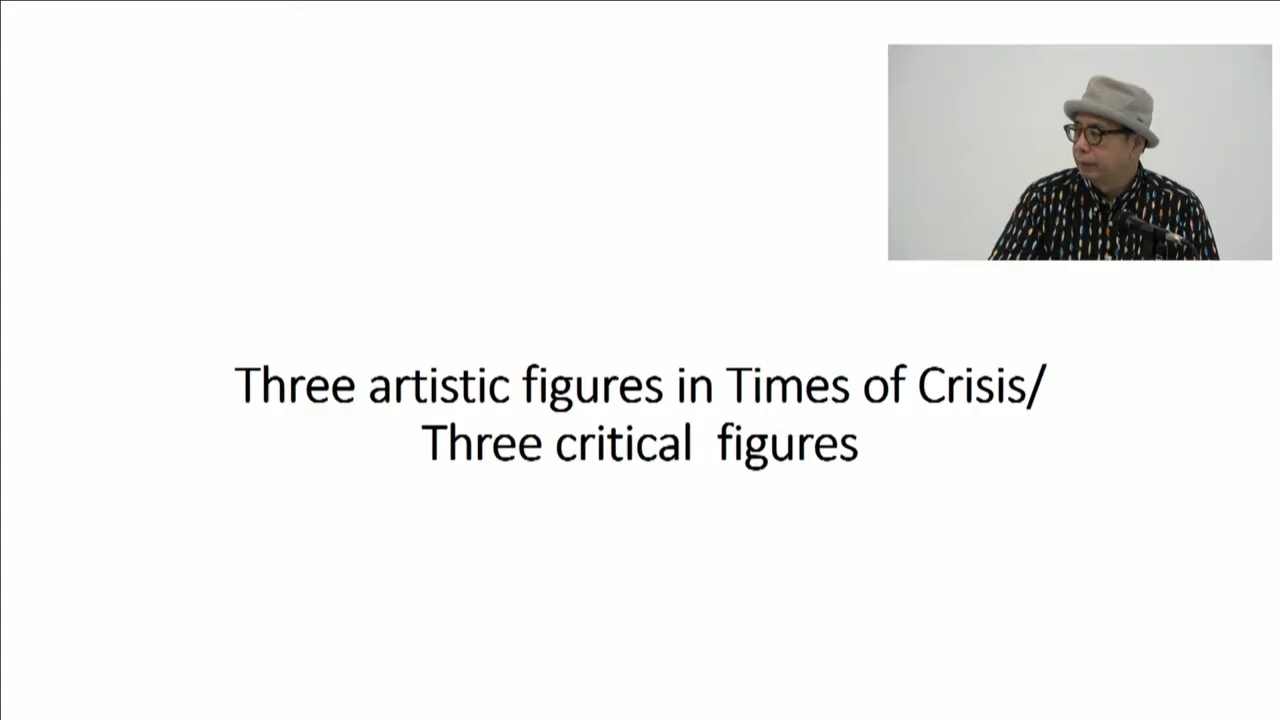 Three artistic figures in Times of Crisis/
Three critical  figures